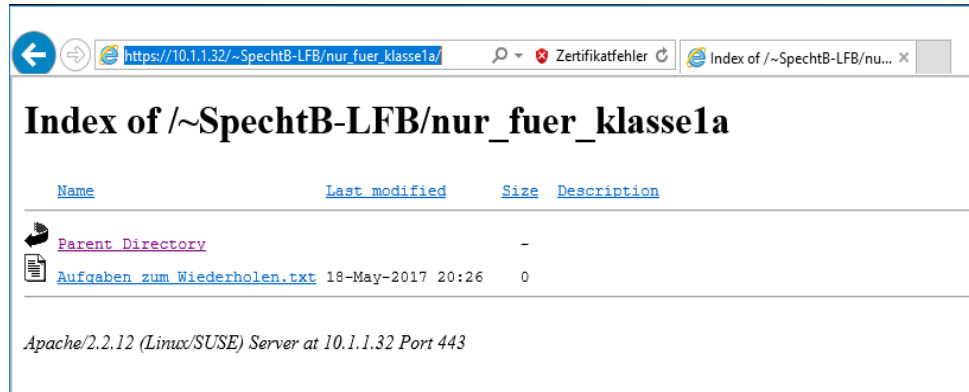 https://10.1.1.32/~SpechtB-LFB/nur_fuer_klasse1a/ Zertifikatfehler Index of /~SpechtB-LFB/nu...
Index of /~SpechtB-LFB/nur_fuer_klasse1a
Name Last modified Size Description
Parent Directory -
Aufgaben zum Wiederholen.txt 18-May-2017 20:26 0
Apache/2.2.12 (Linux/SUSE) Server at 10.1.1.32 Port 443